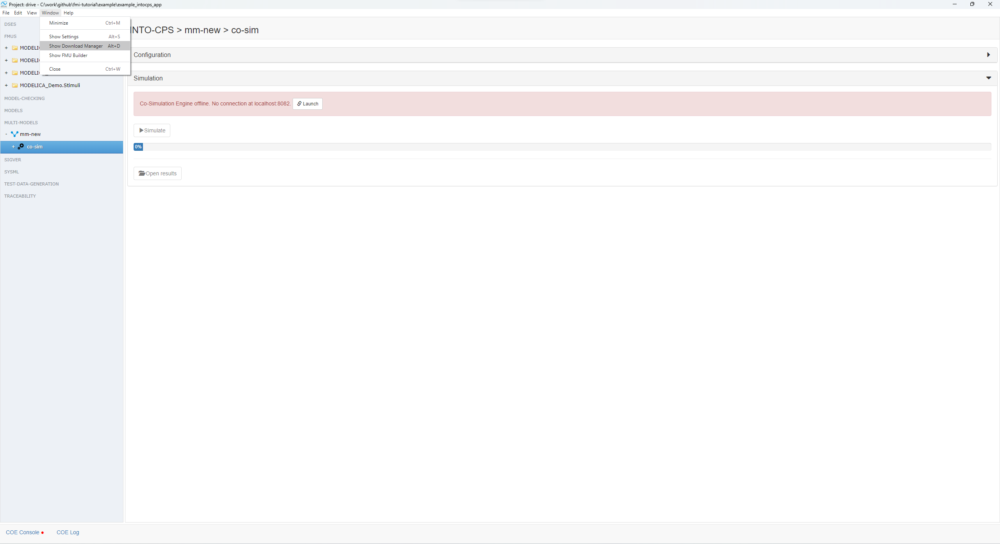 Project: drive - C:\work\github\fmi-tutorial\example\example_intocps_app
File Edit View Window Help
Minimize Ctrl+M
Show Settings Alt+S
Show Download Manager Alt+D
Show FMU Builder
Close Ctrl+W
DSES
FMUS
+ MODELI
+ MODELI
+ MODELI
+ MODELICA_Demo.Stimuli
MODEL-CHECKING
MODELS
MULTI-MODELS
- mm-new
+ co-sim
SIGVER
SYSML
TEST-DATA-GENERATION
TRACEABILITY
INTO-CPS > mm-new > co-sim
Configuration
Simulation
Co-Simulation Engine offline. No connection at localhost:8082. Launch
Simulate
0%
Open results
COE Console COE Log